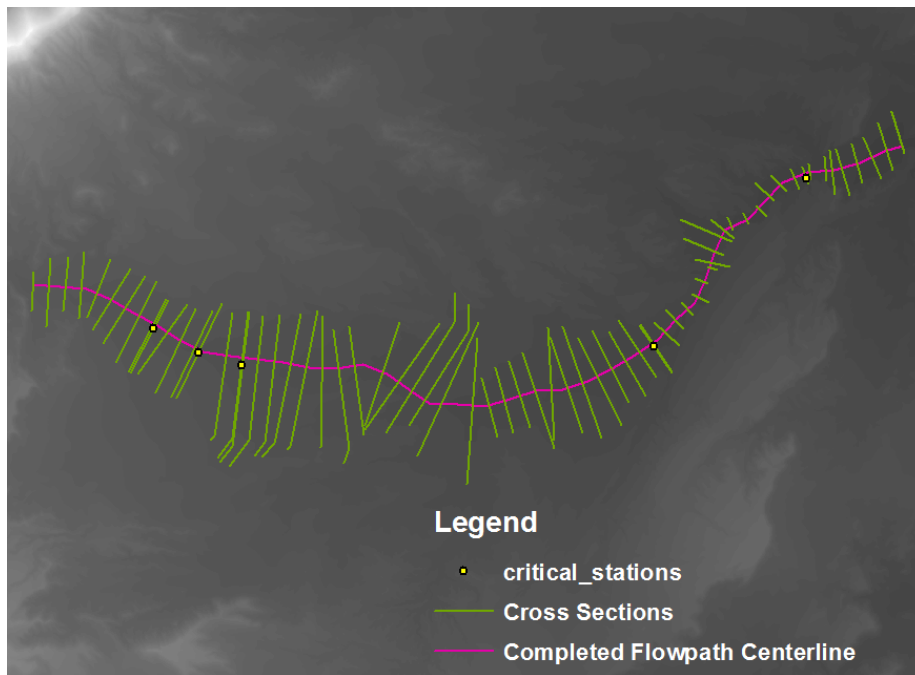 Legend
critical_stations
Cross Sections
Completed Flowpath Centerline